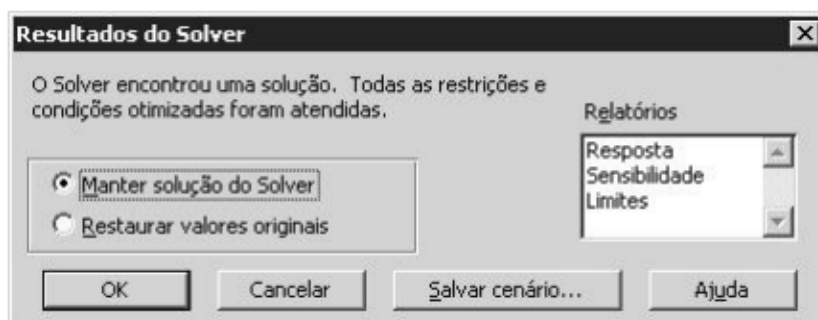 Resultados do Solver
O Solver encontrou uma solução. Todas as restrições e
condições otimizadas foram atendidas.
Relatórios
Resposta
Sensibilidade
Limites
Manter solução do Solver
Restaurar valores originais
OK
Cancelar
Salvar cenário...
Ajuda